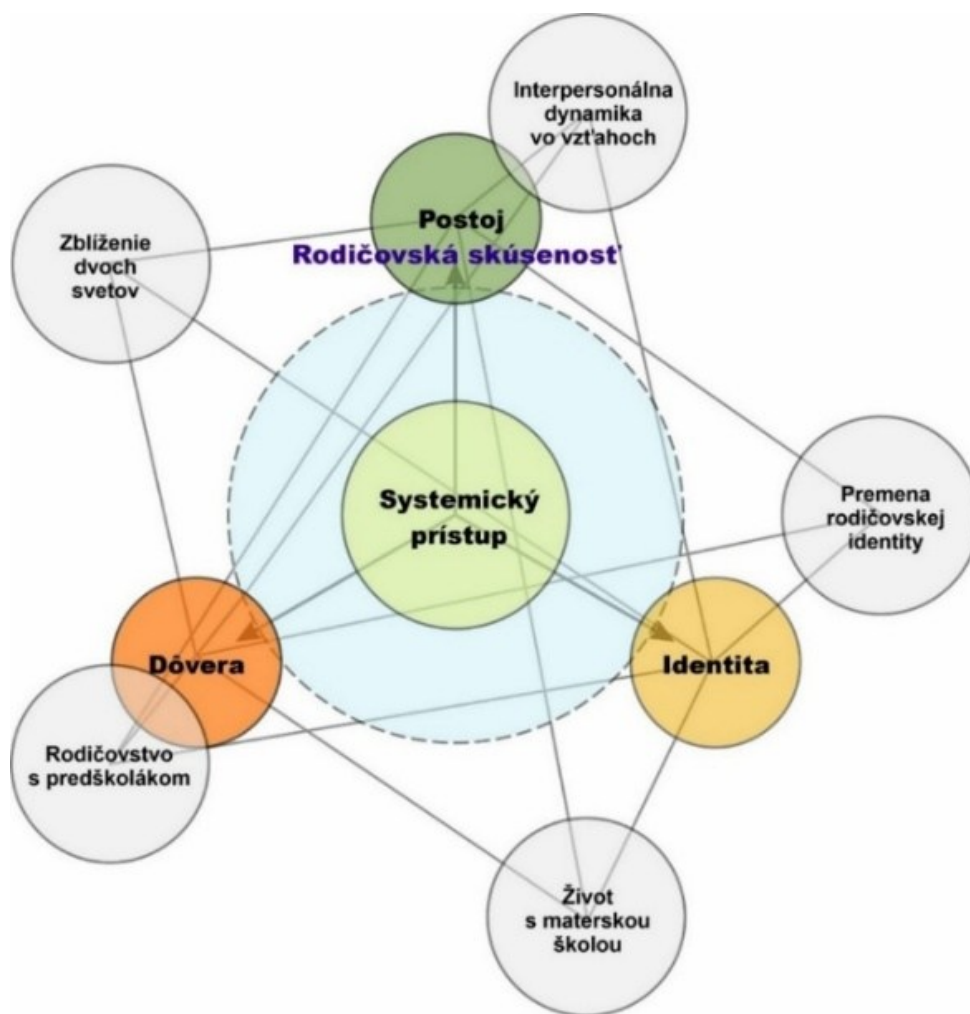 Interpersonálna
dynamika
vo vzťahoch
Postoj
Rodičovská skúsenosť
Zblíženie
dvoch
svetov
Systemický
prístup
Premena
rodičovskej
identity
Dôvera
Identita
Rodičovstvo
s predškolákom
Život
s materskou
školou